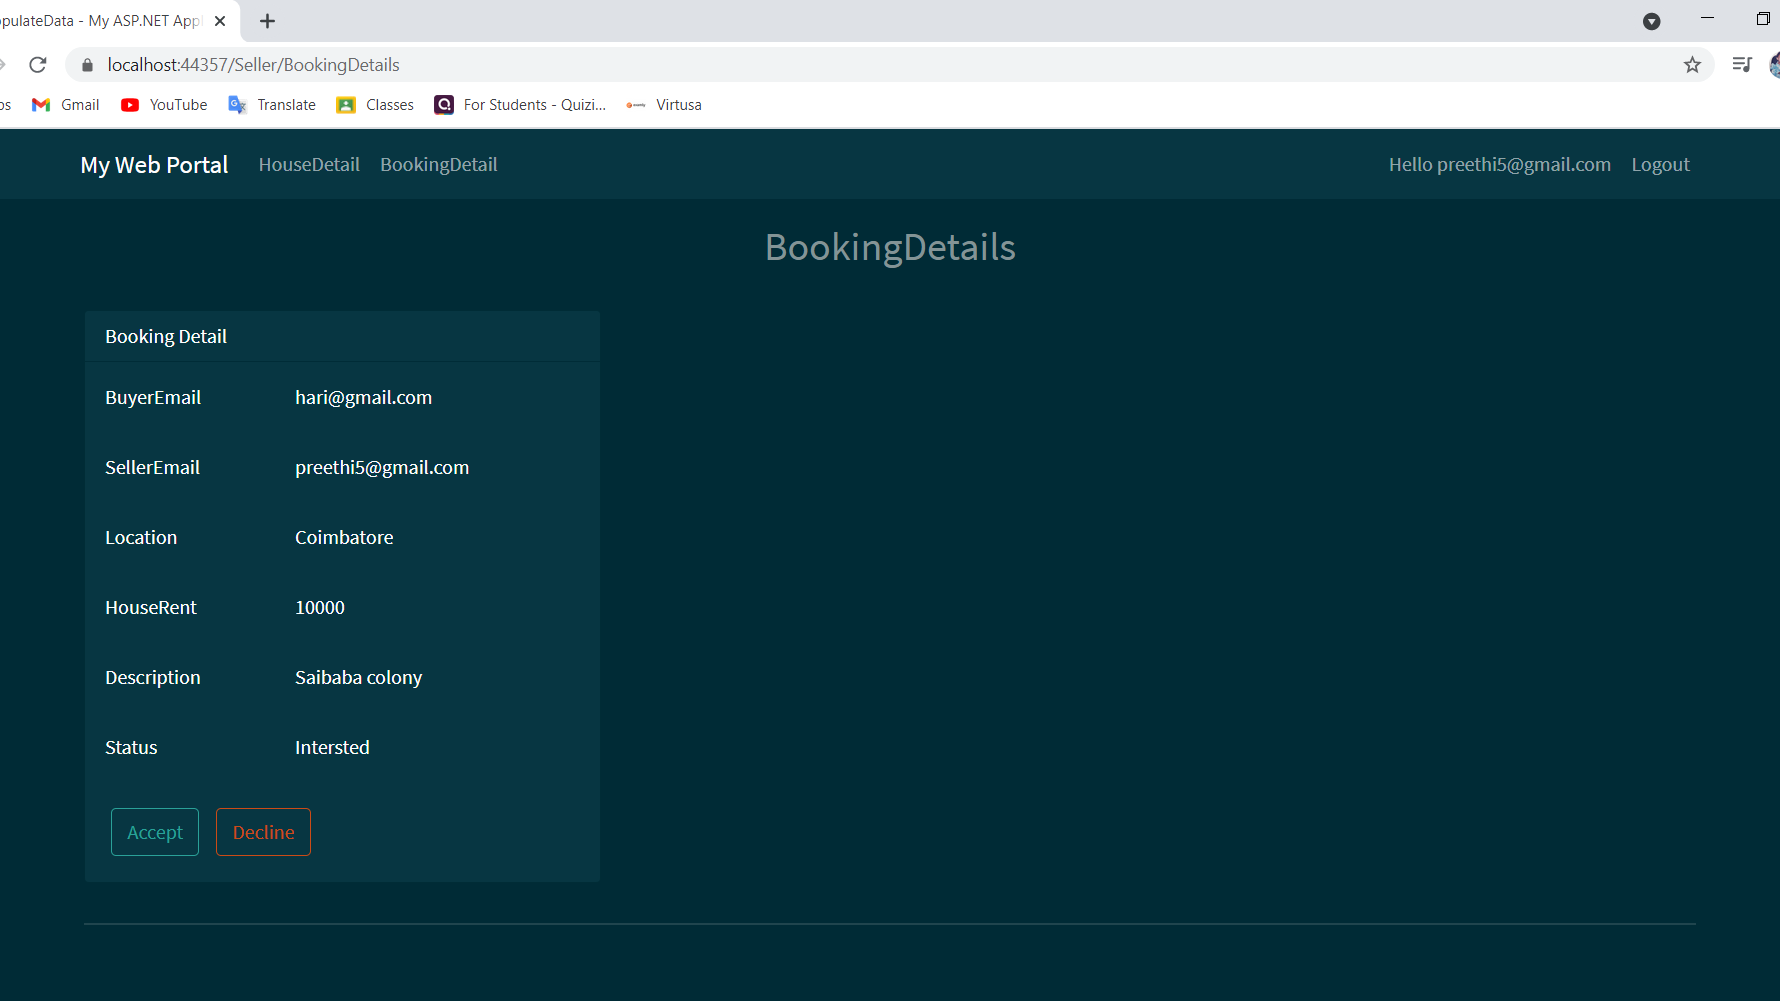 pulateData - My ASP.NET Appl
localhost:44357/Seller/BookingDetails
Gmail YouTube Translate Classes For Students - Quizi... Virtusa
My Web Portal HouseDetail BookingDetail Hello preethi5@gmail.com Logout
BookingDetails
Booking Detail
BuyerEmail hari@gmail.com
SellerEmail preethi5@gmail.com
Location Coimbatore
HouseRent 10000
Description Saibaba colony
Status Intersted
Accept Decline